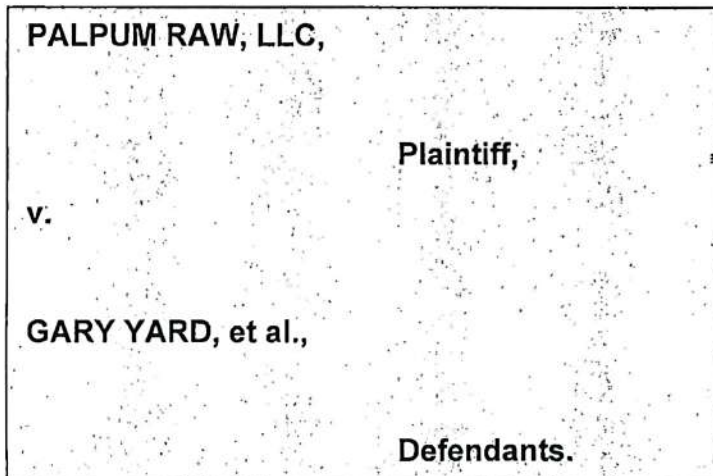 PALPUM RAW, LLC,
Plaintiff,
v.
GARY YARD, et al.,
Defendants.